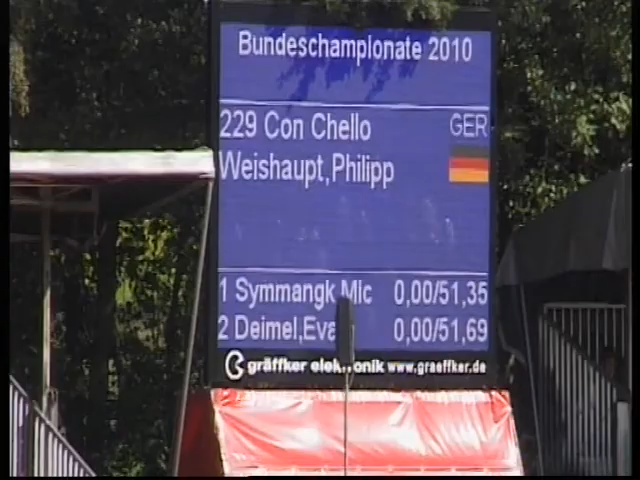 Bundeschampionate 2010
229 Con Chello GER
Weishaupt,Philipp
1 Symmangk Mic 0,00/51,35
2 Deimel,Eva 0,00/51,69
gräffker www.graeffker.de